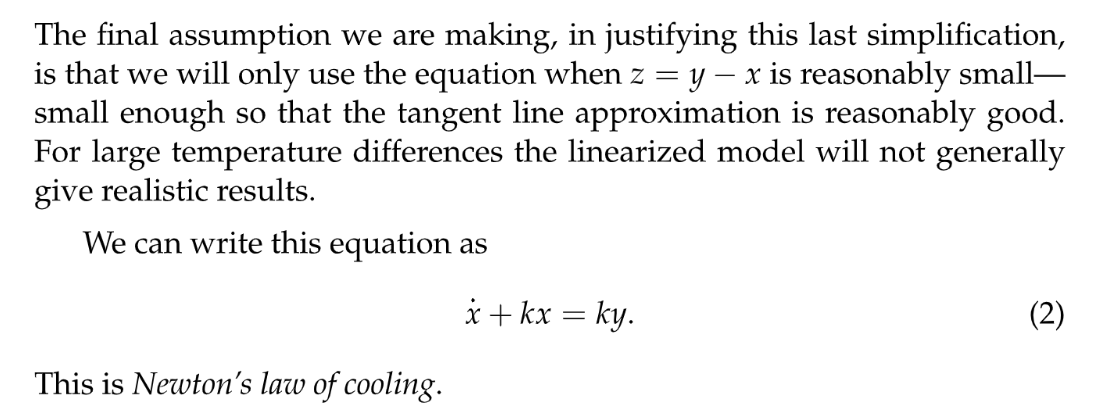 The final assumption we are making, in justifying this last simplification,
is that we will only use the equation when z = y − x is reasonably small—
small enough so that the tangent line approximation is reasonably good.
For large temperature differences the linearized model will not generally
give realistic results.
We can write this equation as
ẋ + kx = ky. (2)
This is Newton's law of cooling.